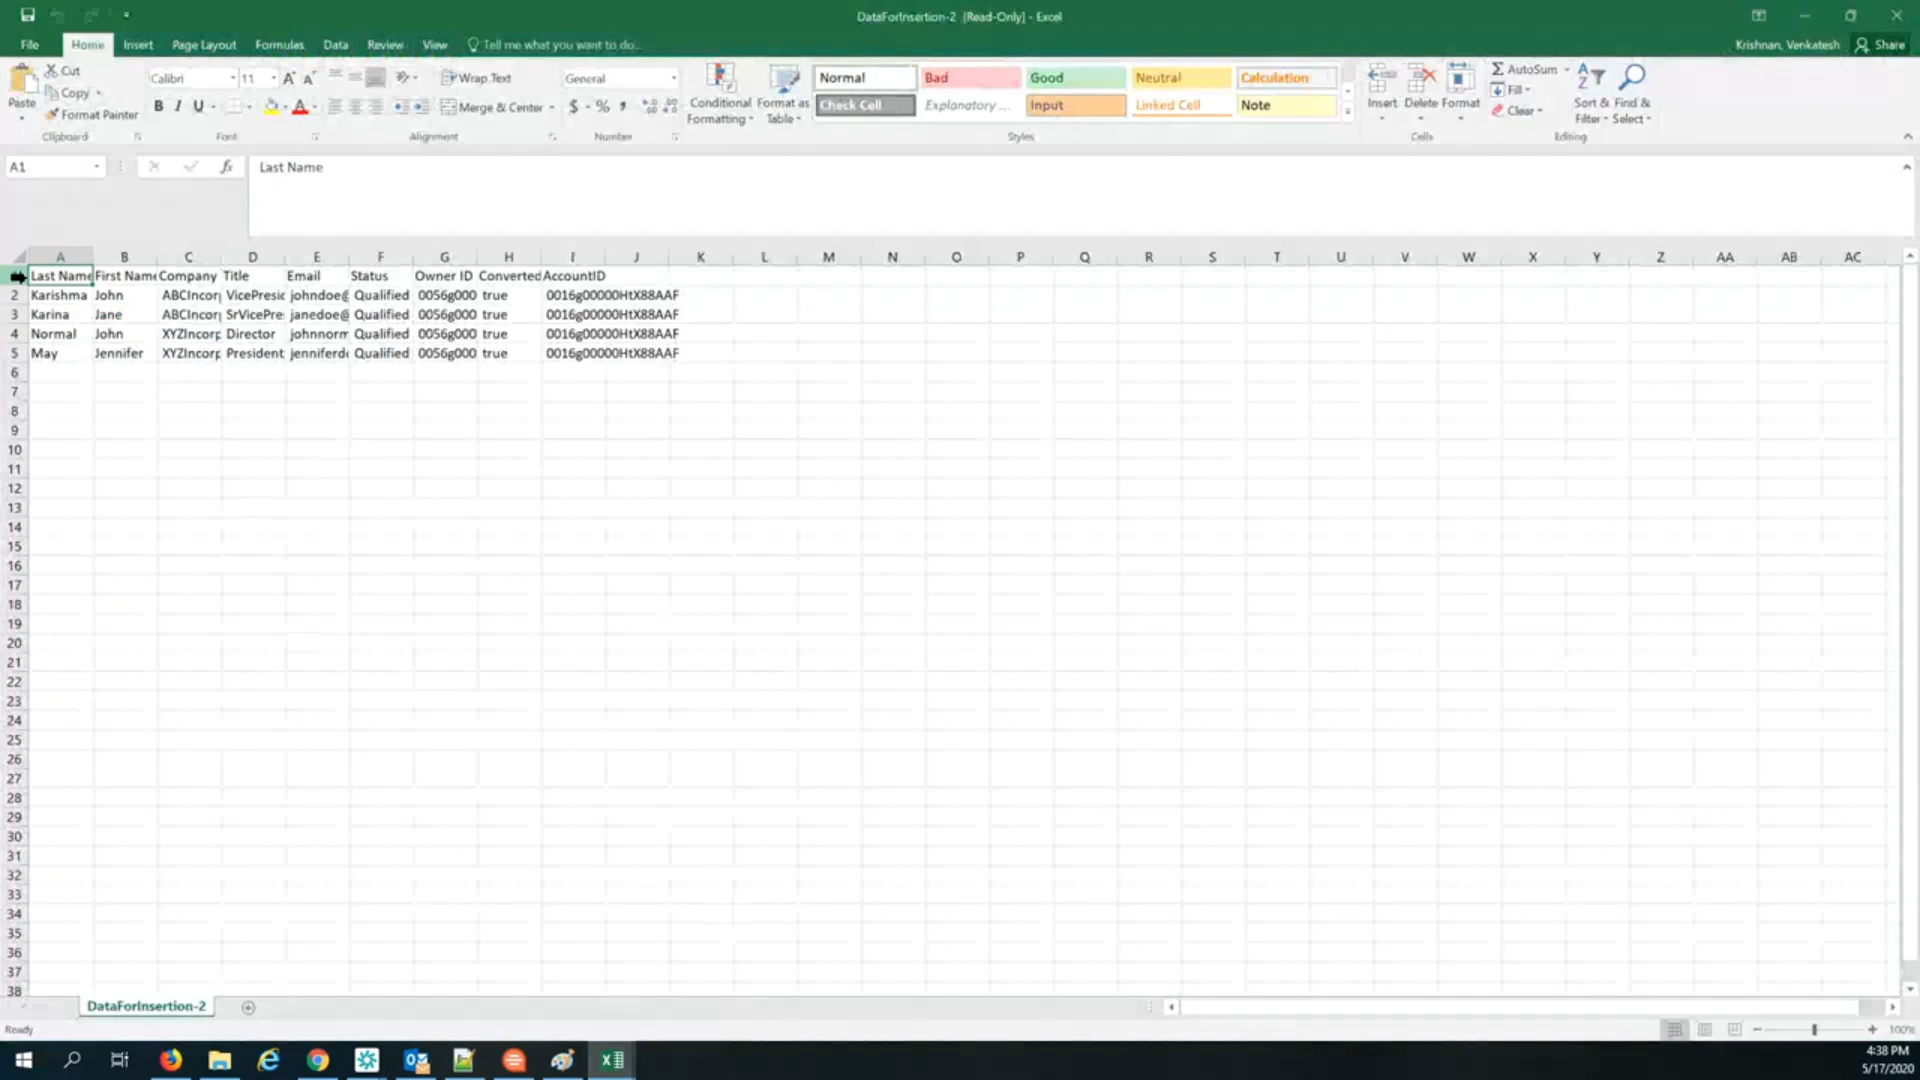 DataForInsertion-2 [Read-Only] - Excel
File Home Insert Page Layout Formulas Data Review View Tell me what you want to do... Krishnan, Venkatesh Share
Paste Cut Copy Format Painter Clipboard
Calibri 11 A A B I U A Font
Wrap Text Merge & Center Alignment
General $ % , Number
Conditional Formatting Format as Table
Normal Bad Good Neutral Calculation
Check Cell Explanatory ... Input Linked Cell Note
Styles
Insert Delete Format Cells
AutoSum Fill Clear Sort & Filter Find & Select Editing
A1 fx Last Name
A B C D E F G H I J K L M N O P Q R S T U V W X Y Z AA AB AC
Last Name First Name Company Title Email Status Owner ID Converted AccountID
2 Karishma John ABCIncorp VicePresic johndoe@ Qualified 0056g000 true 0016g00000HtX88AAF
3 Karina Jane ABCIncorp SrVicePre: janedoe@ Qualified 0056g000 true 0016g00000HtX88AAF
4 Normal John XYZIncorp Director johnnorm Qualified 0056g000 true 0016g00000HtX88AAF
5 May Jennifer XYZIncorp President jenniferd Qualified 0056g000 true 0016g00000HtX88AAF
6
7
8
9
10
11
12
13
14
15
16
17
18
19
20
21
22
23
24
25
26
27
28
29
30
31
32
33
34
35
36
37
38
DataForInsertion-2
Ready 100%
4:38 PM
5/17/2020